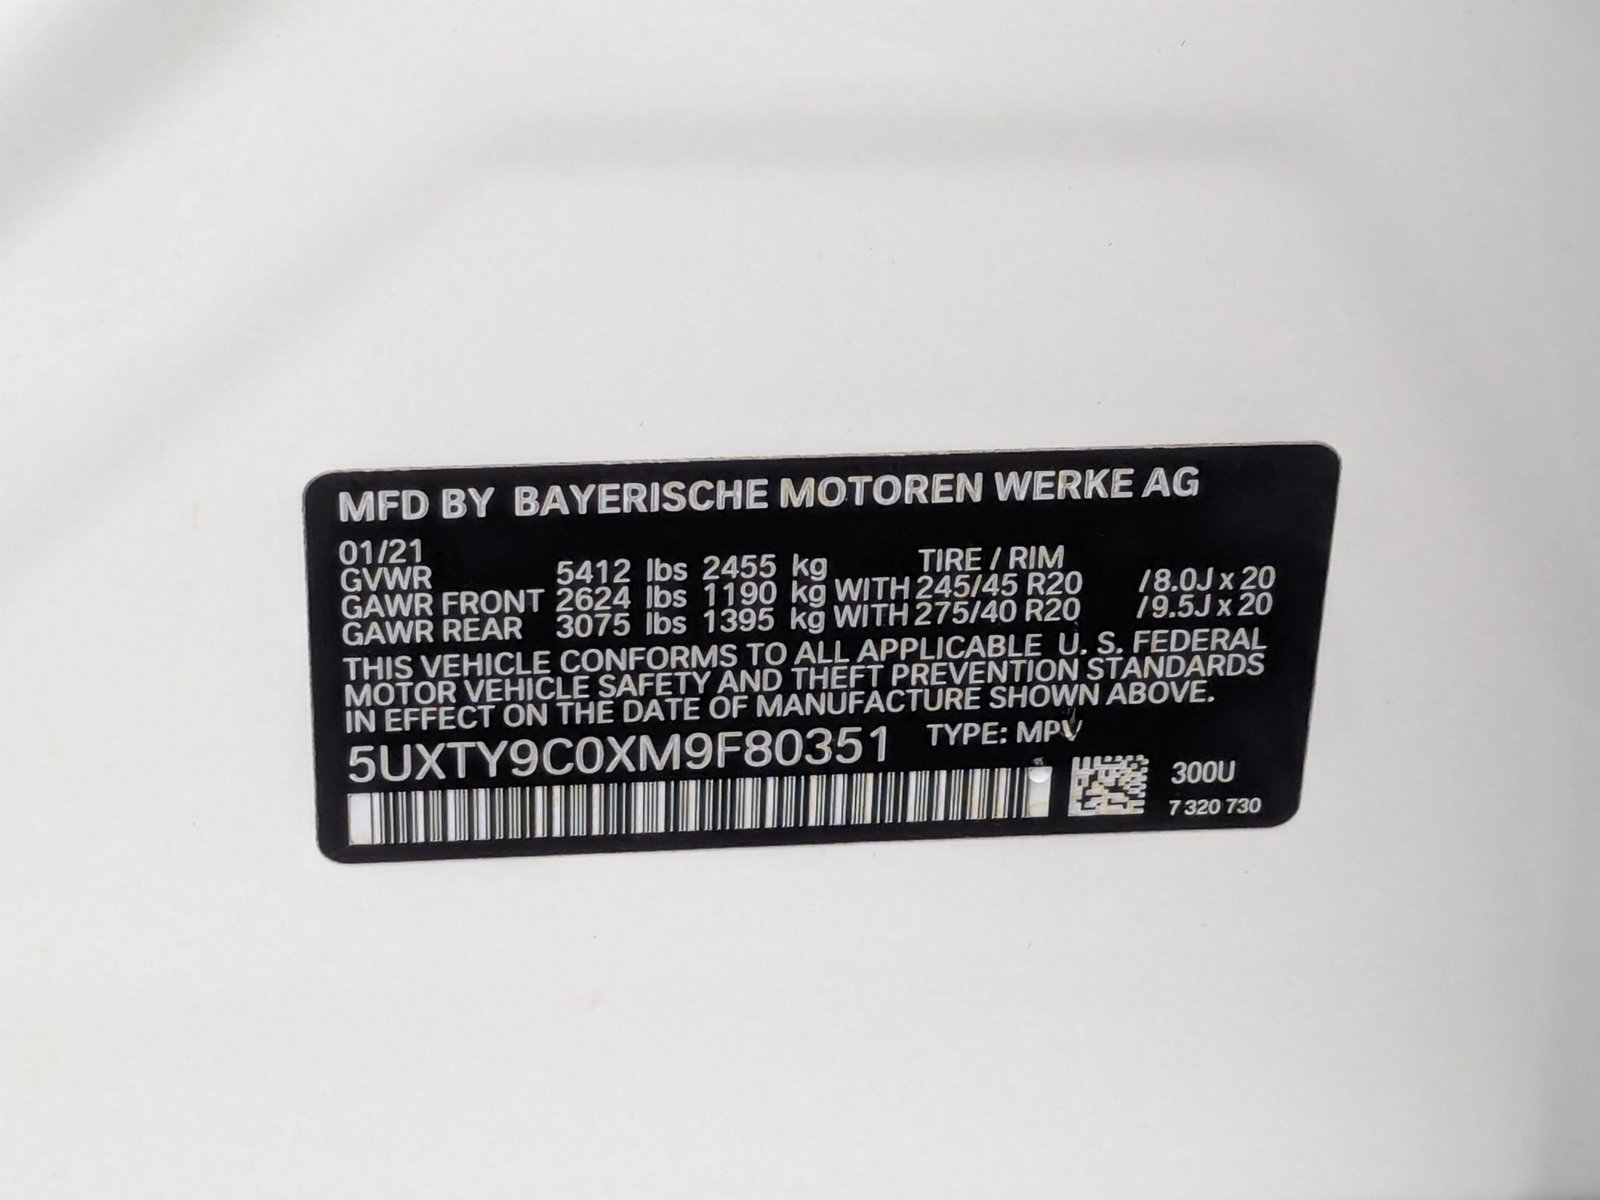 MFD BY BAYERISCHE MOTOREN WERKE AG
01/21 TIRE / RIM
GVWR 5412 lbs 2455 kg
GAWR FRONT 2624 lbs 1190 kg WITH 245/45 R20 /8.0J x 20
GAWR REAR 3075 lbs 1395 kg WITH 275/40 R20 /9.5J x 20
THIS VEHICLE CONFORMS TO ALL APPLICABLE U. S. FEDERAL
MOTOR VEHICLE SAFETY AND THEFT PREVENTION STANDARDS
IN EFFECT ON THE DATE OF MANUFACTURE SHOWN ABOVE.
5UXTY9C0XM9F80351 TYPE: MPV
300U
7 320 730